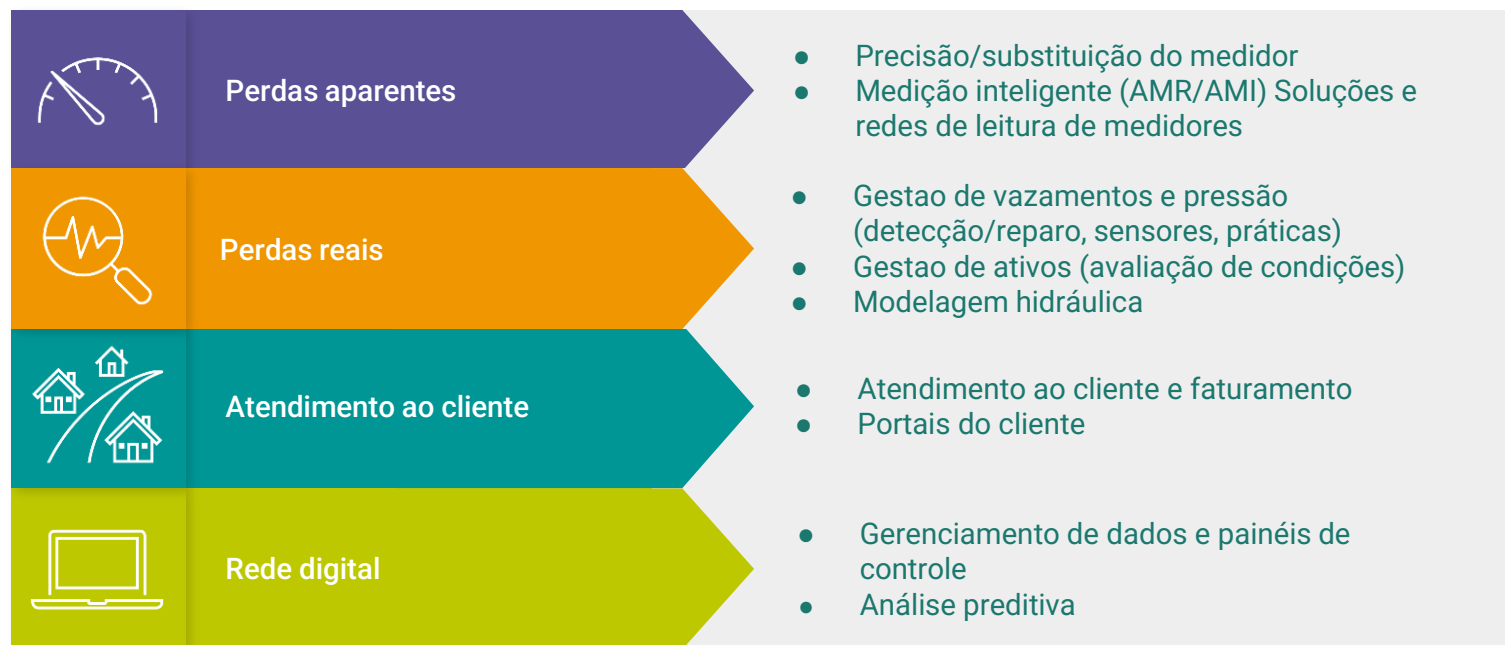 Perdas aparentes
● Precisão/substituição do medidor
● Medição inteligente (AMR/AMI) Soluções e
redes de leitura de medidores
Perdas reais
● Gestao de vazamentos e pressão
(detecção/reparo, sensores, práticas)
● Gestao de ativos (avaliação de condições)
● Modelagem hidráulica
Atendimento ao cliente
● Atendimento ao cliente e faturamento
● Portais do cliente
Rede digital
● Gerenciamento de dados e painéis de
controle
● Análise preditiva